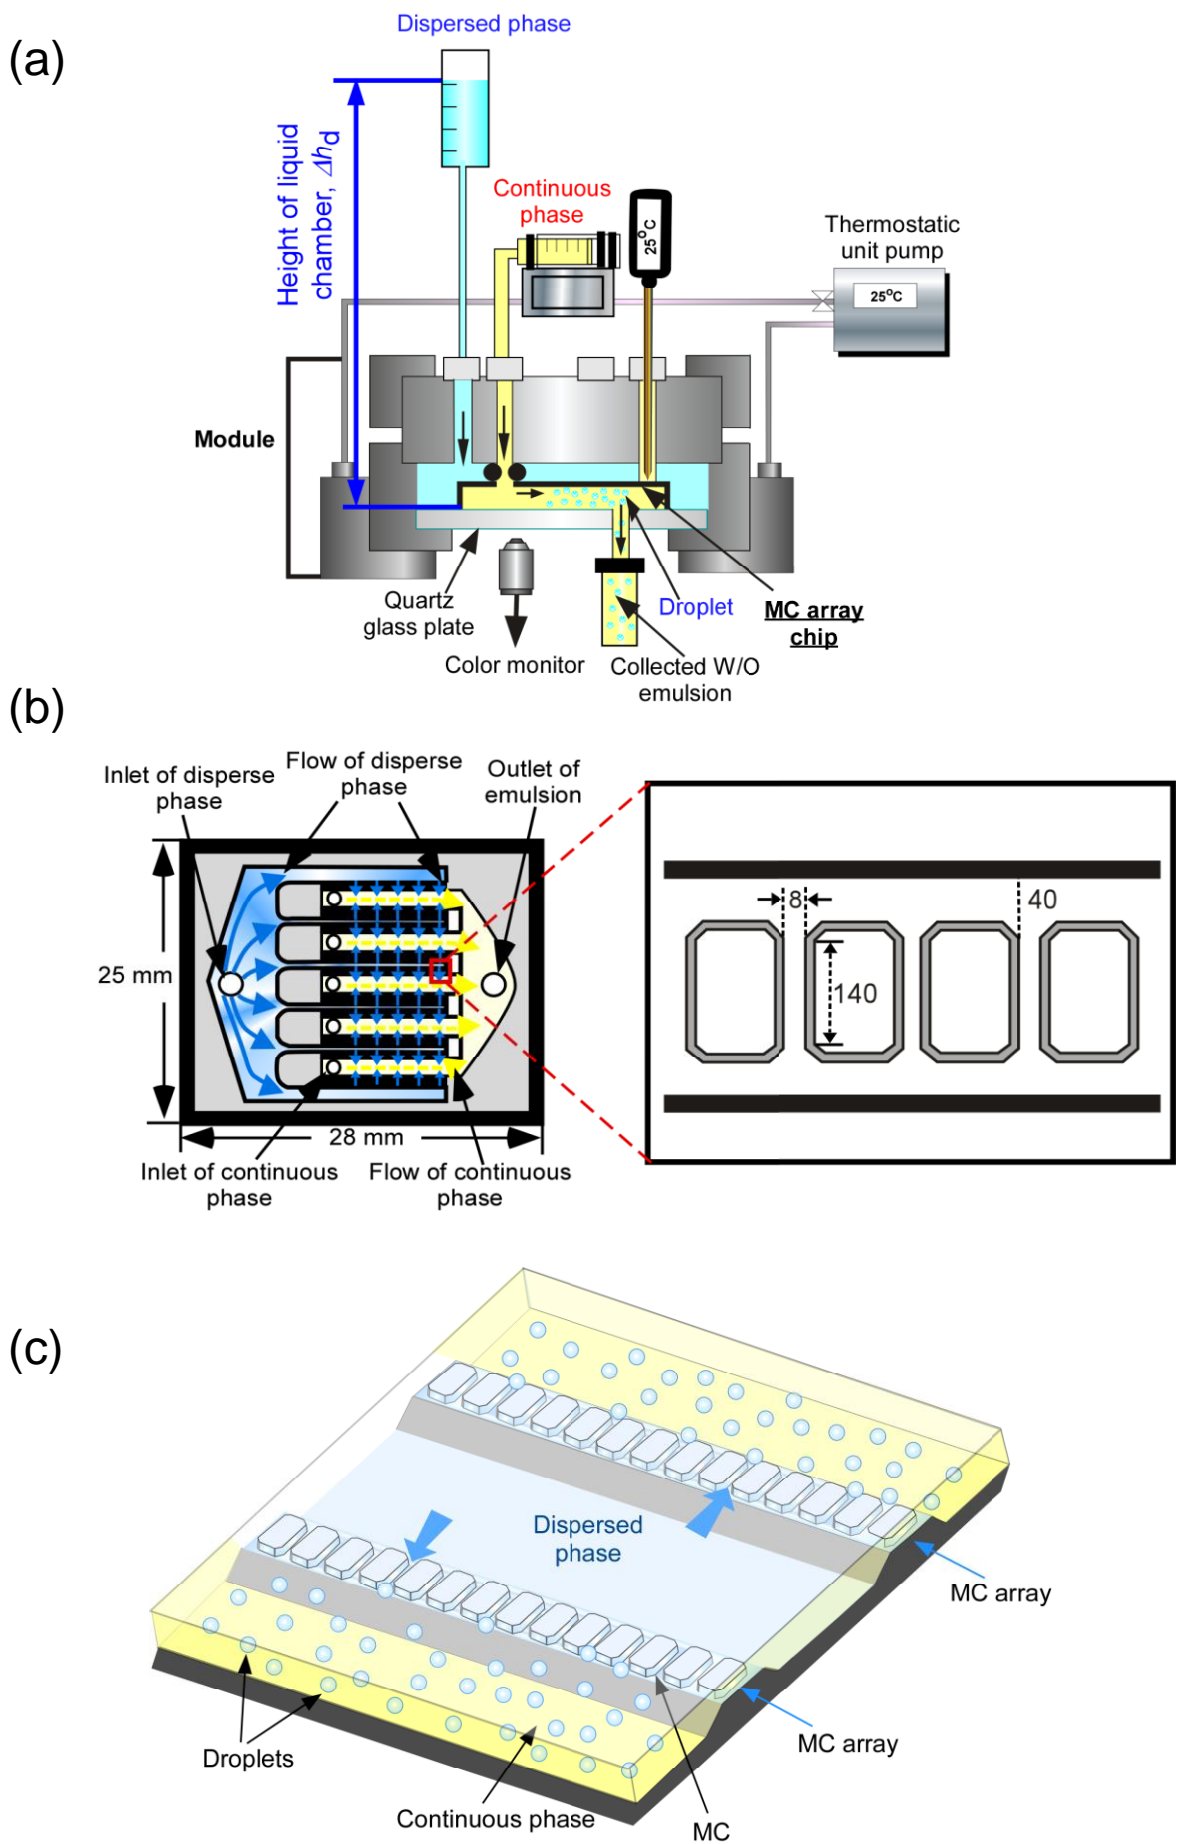 (a)
Dispersed phase
Height of liquid
chamber, Δhd
Continuous
phase
25°C
Thermostatic
unit pump
25°C
Module
Quartz
glass plate
Color monitor
Droplet
MC array
chip
Collected W/O
emulsion
(b)
Inlet of disperse
phase
Flow of disperse
phase
Outlet of
emulsion
25 mm
28 mm
Inlet of continuous
phase
Flow of continuous
phase
8
40
140
(c)
Dispersed
phase
MC array
MC array
Droplets
Continuous phase
MC